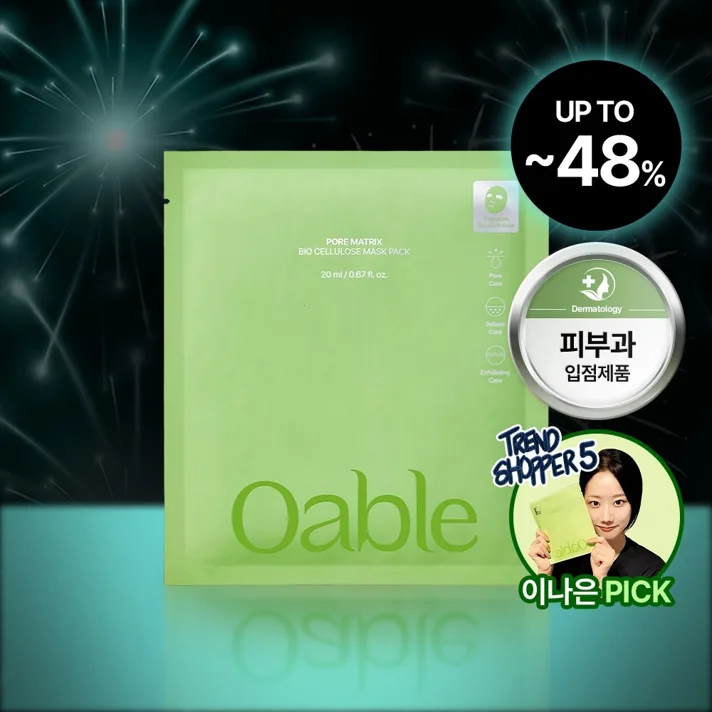 UP TO
~48%
PORE MATRIX
BIO CELLULOSE MASK PACK
20 ml / 0.67 fl. oz.
Pore
Care
Sebum
Care
Exfoliating
Care
Dermatology
피부과
입점제품
TREND
SHOPPER 5
Oable
Oable
이나은 PICK